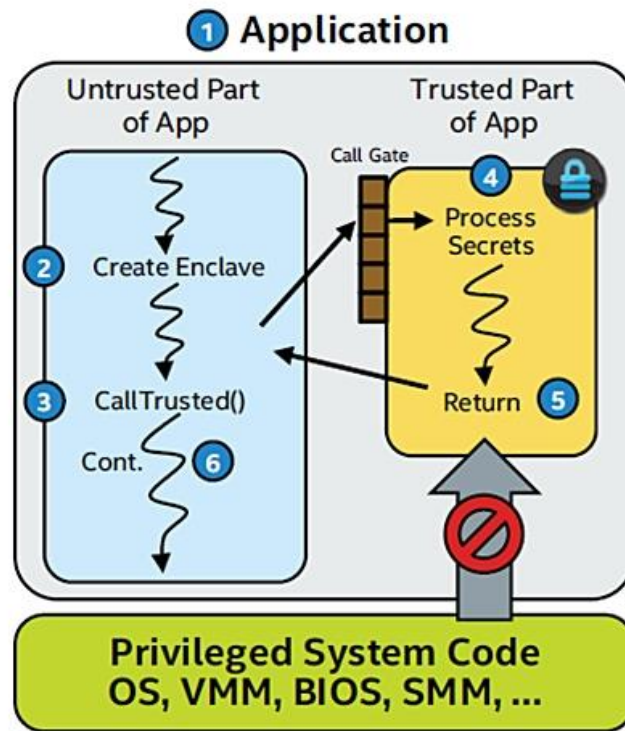 1 Application
Untrusted Part
of App
Trusted Part
of App
Call Gate
2 Create Enclave
3 CallTrusted()
Cont. 6
4
Process
Secrets
Return 5
Privileged System Code
OS, VMM, BIOS, SMM, ...